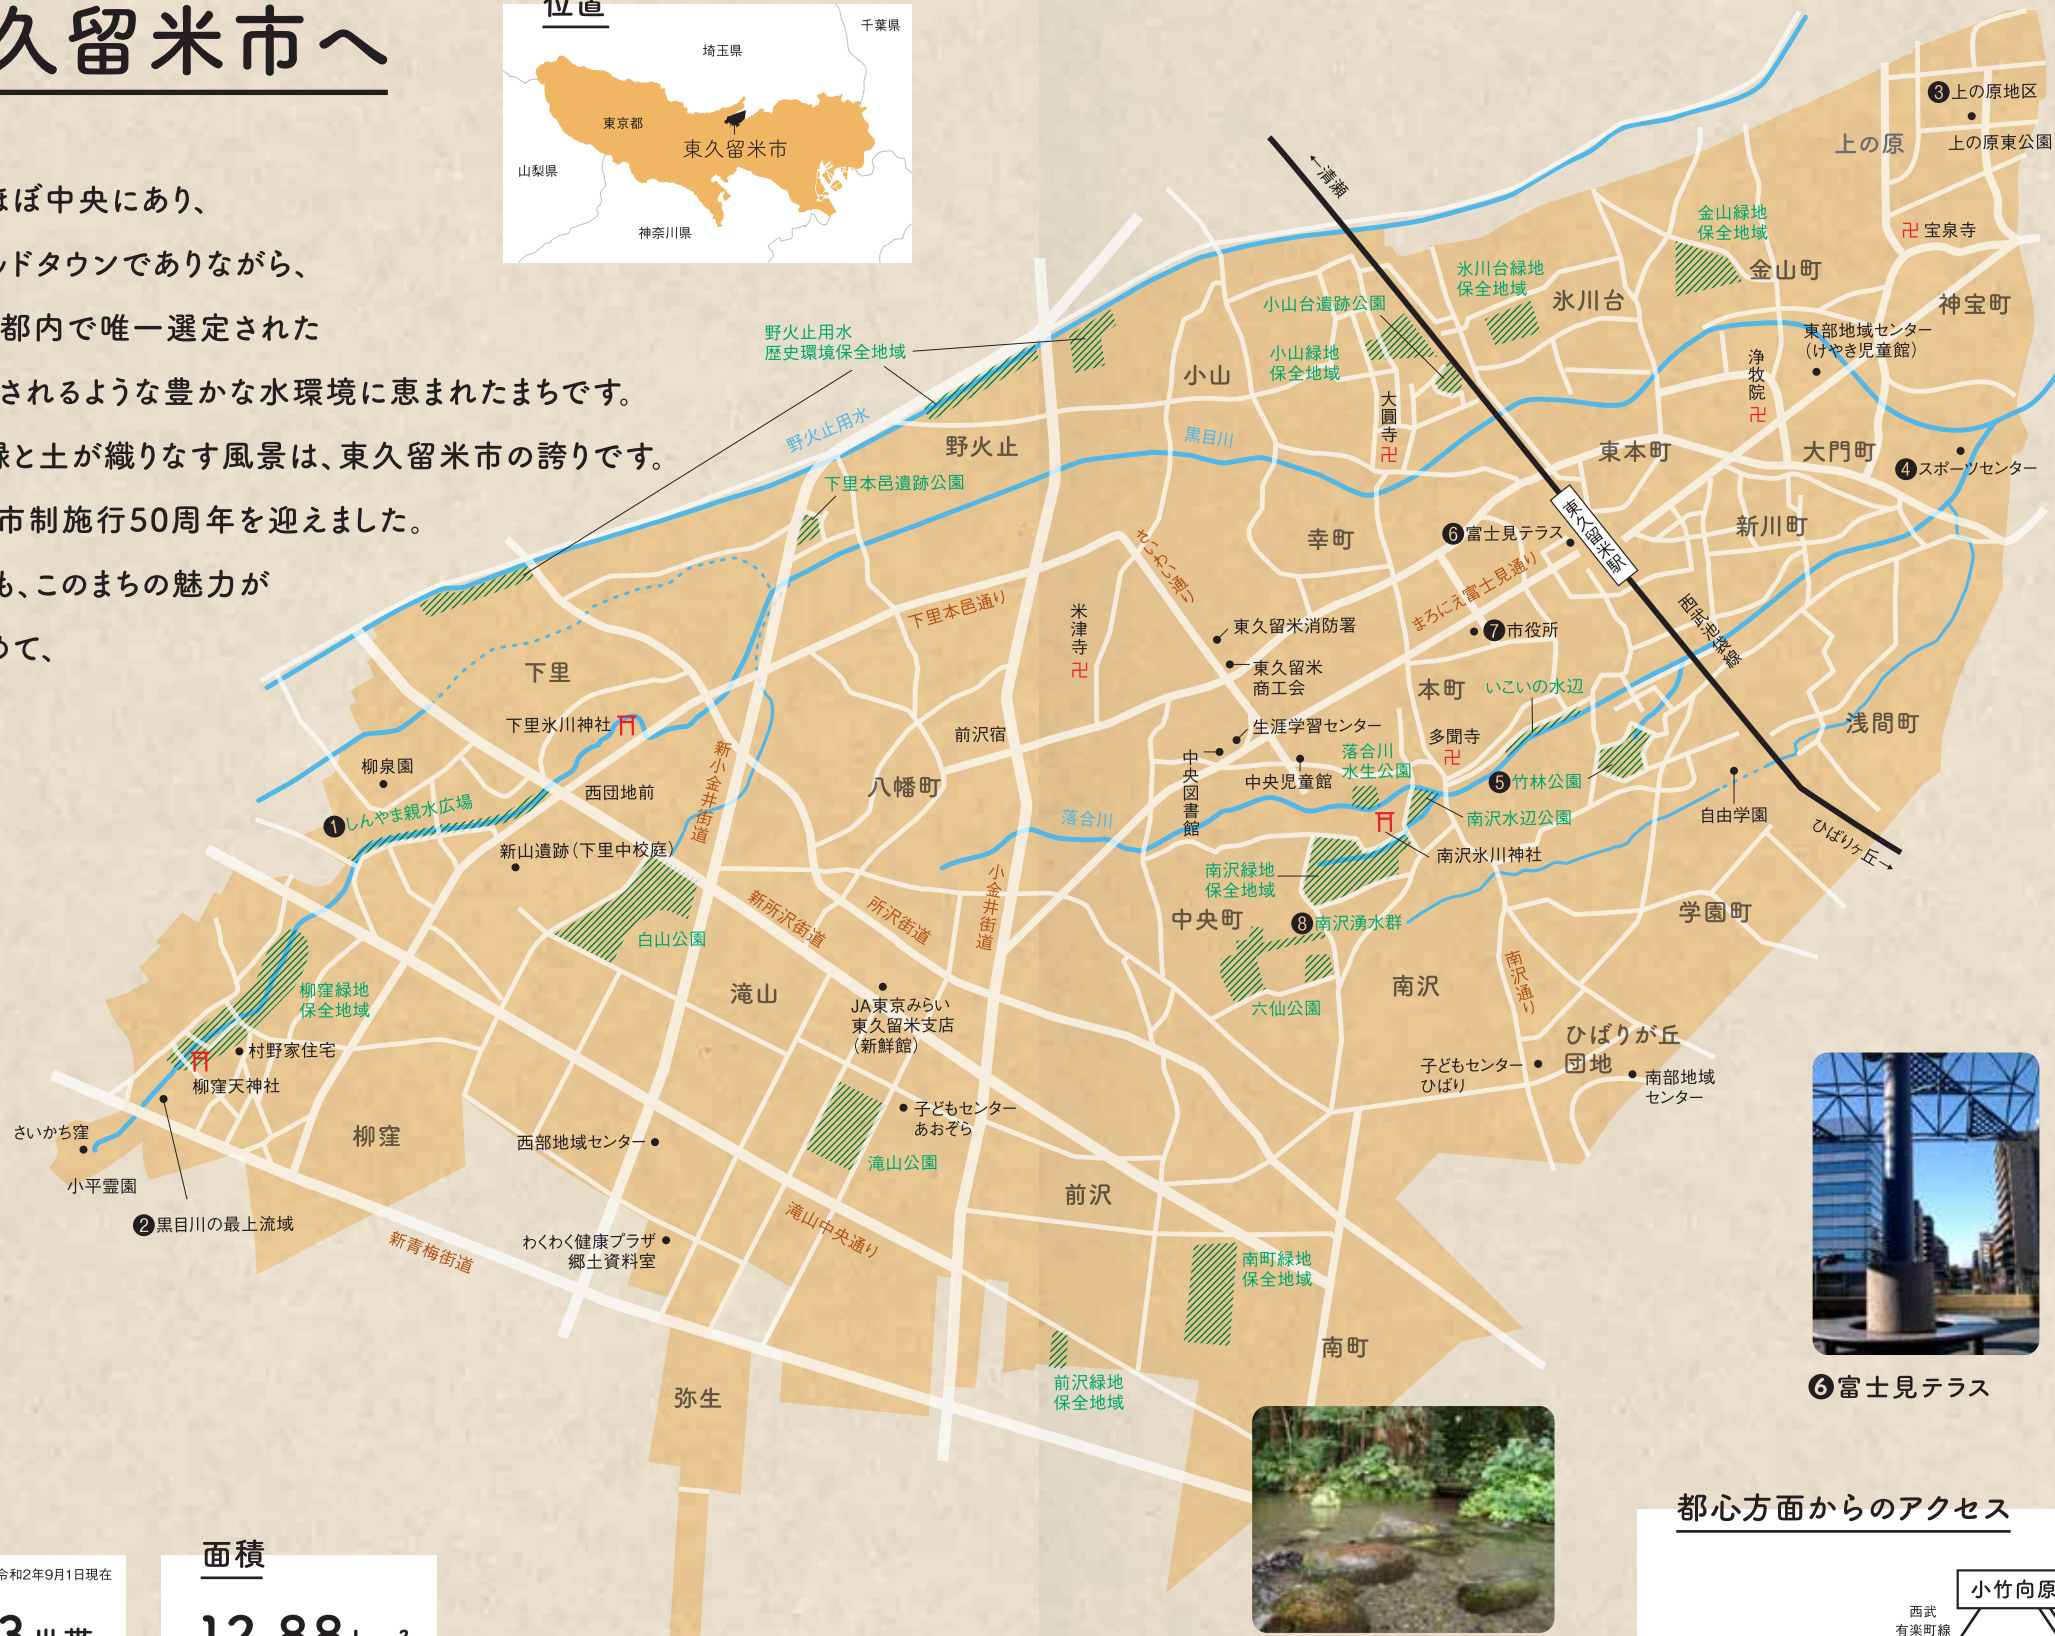 久留米市へ
ほぼ中央にあり、
ッドタウンでありながら、
都内で唯一選定された
されるような豊かな水環境に恵まれたまちです。
緑と土が織りなす風景は、東久留米市の誇りです。
市制施行50周年を迎えました。
も、このまちの魅力が
めて、
位置
千葉県
埼玉県
東京都
東久留米市
山梨県
神奈川県
←清瀬
❸上の原地区
上の原
上の原東公園
金山緑地
保全地域
卍 宝泉寺
金山町
神宝町
氷川台緑地
保全地域
氷川台
小山台遺跡公園
小山緑地
保全地域
小山
東部地域センター
（けやき児童館）
浄牧院
卍
大圓寺
卍
野火止用水
歴史環境保全地域
野火止用水
野火止
黒目川
東本町
大門町
❹スポーツセンター
下里本邑遺跡公園
新川町
幸町
❻富士見テラス
東久留米駅
さいわい通り
まろにえ富士見通り
下里本邑通り
米津寺
卍
東久留米消防署
❼市役所
西武池袋線
東久留米
商工会
本町
いこいの水辺
下里
下里氷川神社
前沢宿
生涯学習センター
多聞寺
卍
浅間町
新小金井街道
中央図書館
中央児童館
落合川
水生公園
❺竹林公園
柳泉園
西団地前
八幡町
❶しんやま親水広場
落合川
南沢水辺公園
自由学園
ひばりヶ丘→
新山遺跡（下里中校庭）
南沢氷川神社
南沢緑地
保全地域
小金井街道
新所沢街道
所沢街道
中央町
❽南沢湧水群
学園町
白山公園
柳窪緑地
保全地域
滝山
南沢
南沢通り
六仙公園
JA東京みらい
東久留米支店
（新鮮館）
ひばりが丘
団地
村野家住宅
柳窪天神社
子どもセンター
ひばり
南部地域
センター
さいかち窪
柳窪
西部地域センター
子どもセンター
あおぞら
滝山公園
小平霊園
❷黒目川の最上流域
前沢
新青梅街道
わくわく健康プラザ
郷土資料室
滝山中央通り
南町緑地
保全地域
南町
弥生
前沢緑地
保全地域
❻富士見テラス
都心方面からのアクセス
小竹向原
西武
有楽町線
令和2年9月1日現在
面積
12.88